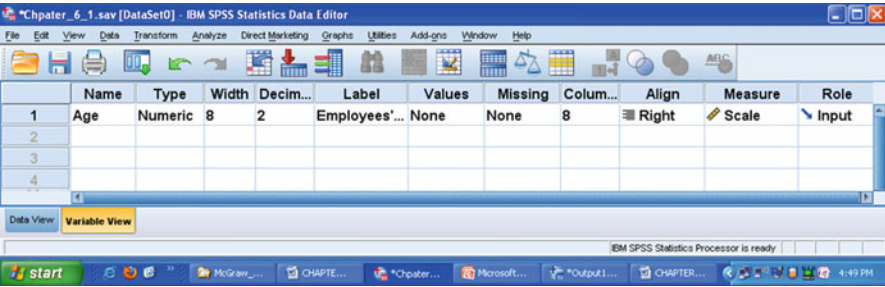 *Chpater_6_1.sav [DataSet0] - IBM SPSS Statistics Data Editor
File Edit View Data Transform Analyze Direct Marketing Graphs Utilities Add-ons Window Help
Name Type Width Decim... Label Values Missing Colum... Align Measure Role
1 Age Numeric 8 2 Employees'... None None 8 Right Scale Input
2
3
4
Data View Variable View
IBM SPSS Statistics Processor is ready
start McGraw_... CHAPTE... *Chpater... Microsoft... *Output1... CHAPTER... 4:49 PM